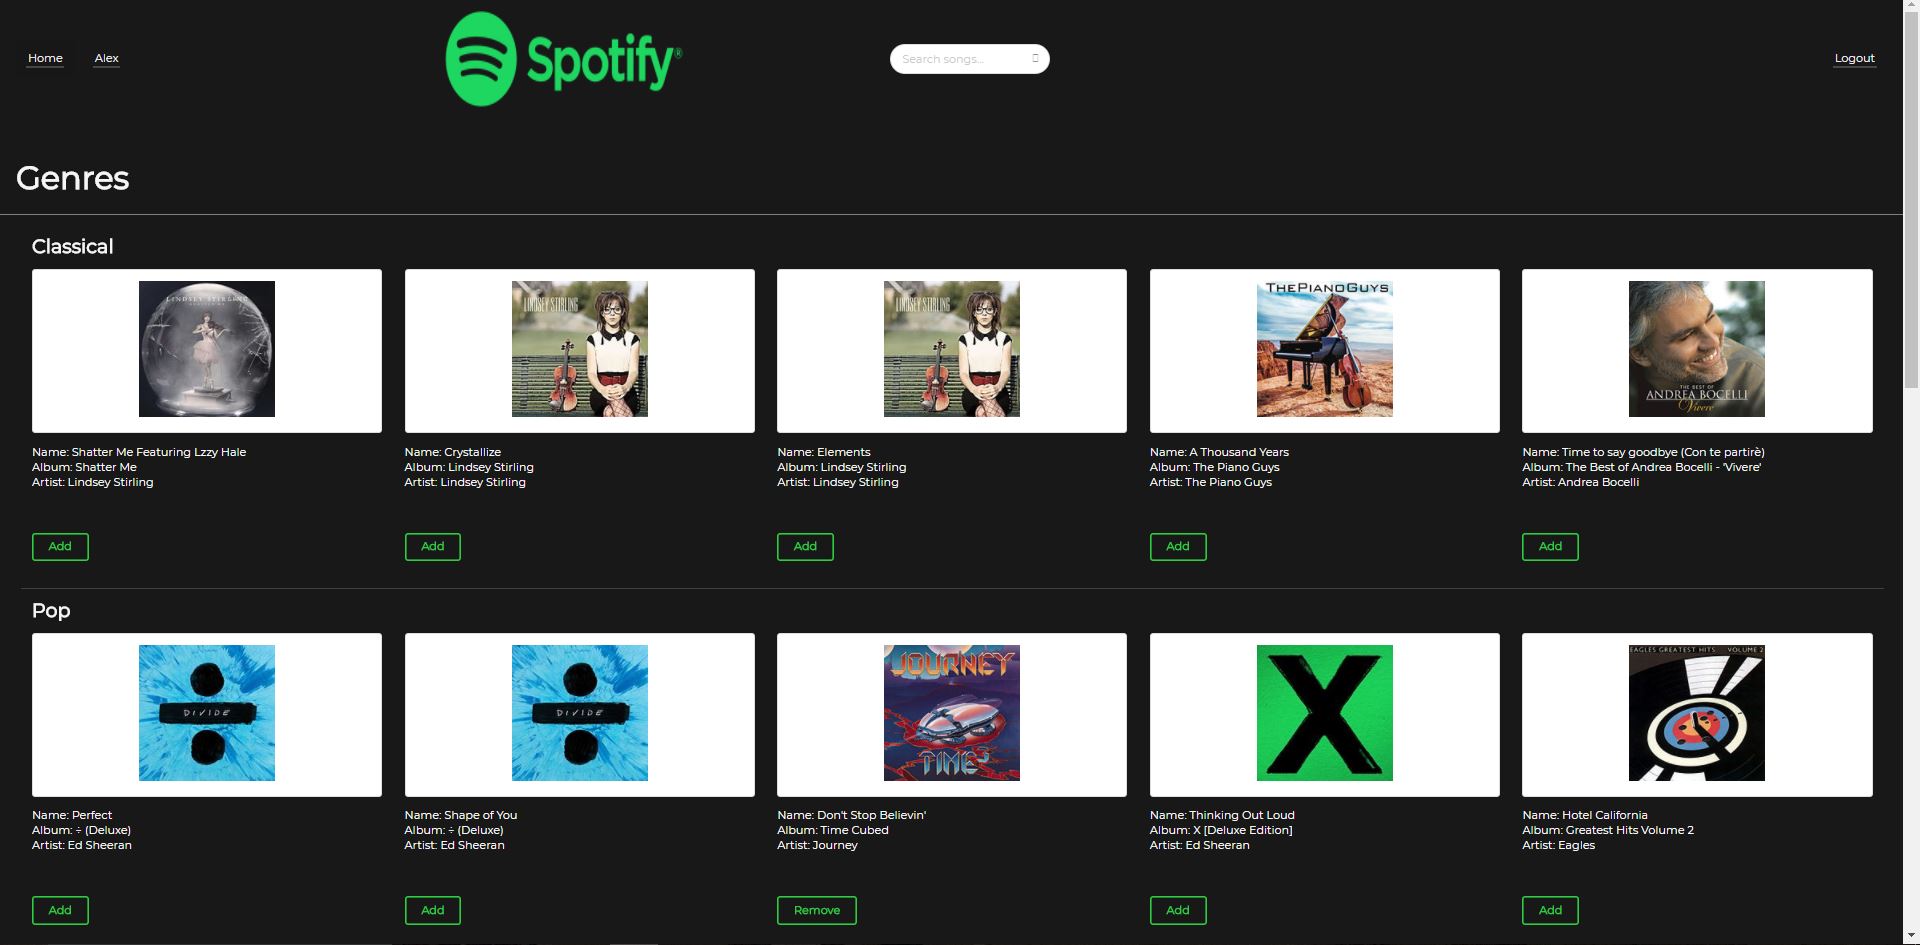 Home
Alex
Spotify®
Search songs...
Logout
Genres
Classical
LINDSEY STIRLING
SHATTER ME
LINDSEY STIRLING
LINDSEY STIRLING
THEPIANOGUYS
THE BEST OF
ANDREA BOCELLI
Vivere
Name: Shatter Me Featuring Lzzy Hale
Album: Shatter Me
Artist: Lindsey Stirling
Name: Crystallize
Album: Lindsey Stirling
Artist: Lindsey Stirling
Name: Elements
Album: Lindsey Stirling
Artist: Lindsey Stirling
Name: A Thousand Years
Album: The Piano Guys
Artist: The Piano Guys
Name: Time to say goodbye (Con te partirè)
Album: The Best of Andrea Bocelli - 'Vivere'
Artist: Andrea Bocelli
Add
Add
Add
Add
Add
Pop
DIVIDE
DIVIDE
JOURNEY
TIME3
X
EAGLES GREATEST HITS VOLUME 2
Name: Perfect
Album: ÷ (Deluxe)
Artist: Ed Sheeran
Name: Shape of You
Album: ÷ (Deluxe)
Artist: Ed Sheeran
Name: Don't Stop Believin'
Album: Time Cubed
Artist: Journey
Name: Thinking Out Loud
Album: X [Deluxe Edition]
Artist: Ed Sheeran
Name: Hotel California
Album: Greatest Hits Volume 2
Artist: Eagles
Add
Add
Remove
Add
Add